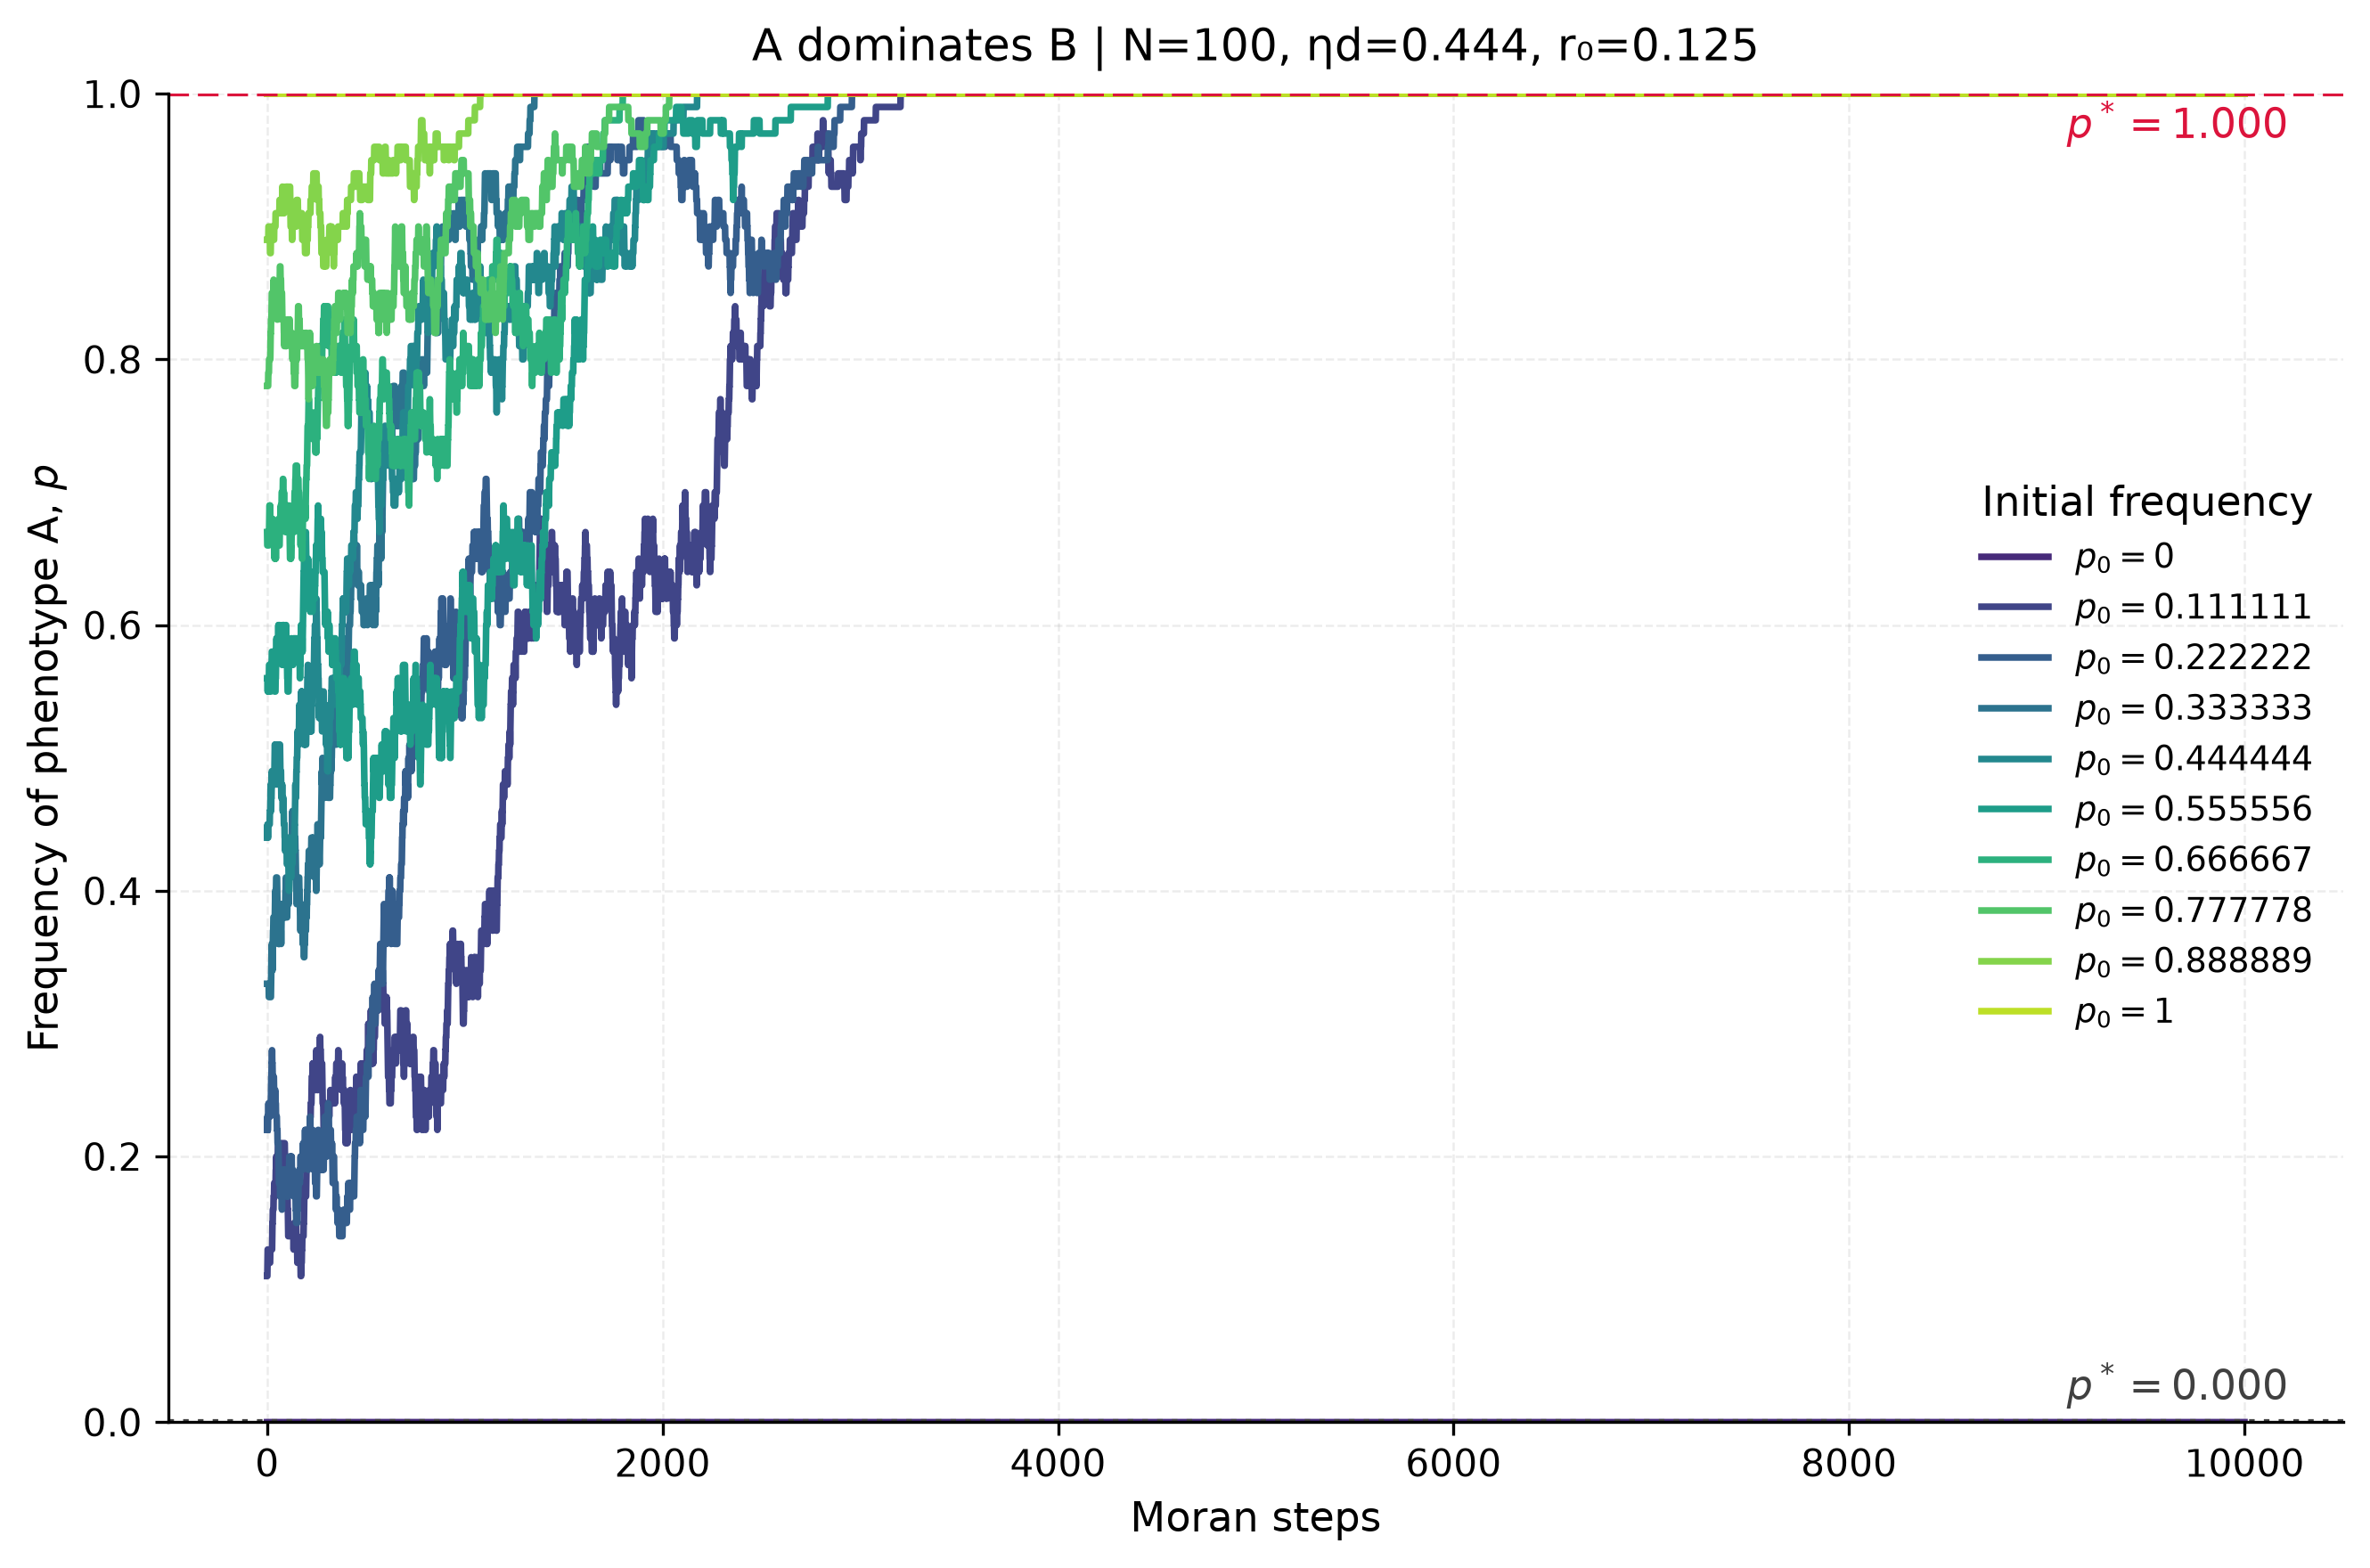 A dominates B | N=100, ηd=0.444, r₀=0.125
Frequency of phenotype A, p
1.0
0.8
0.6
0.4
0.2
0.0
p* = 1.000
Initial frequency
p₀ = 0
p₀ = 0.111111
p₀ = 0.222222
p₀ = 0.333333
p₀ = 0.444444
p₀ = 0.555556
p₀ = 0.666667
p₀ = 0.777778
p₀ = 0.888889
p₀ = 1
p* = 0.000
0 2000 4000 6000 8000 10000
Moran steps